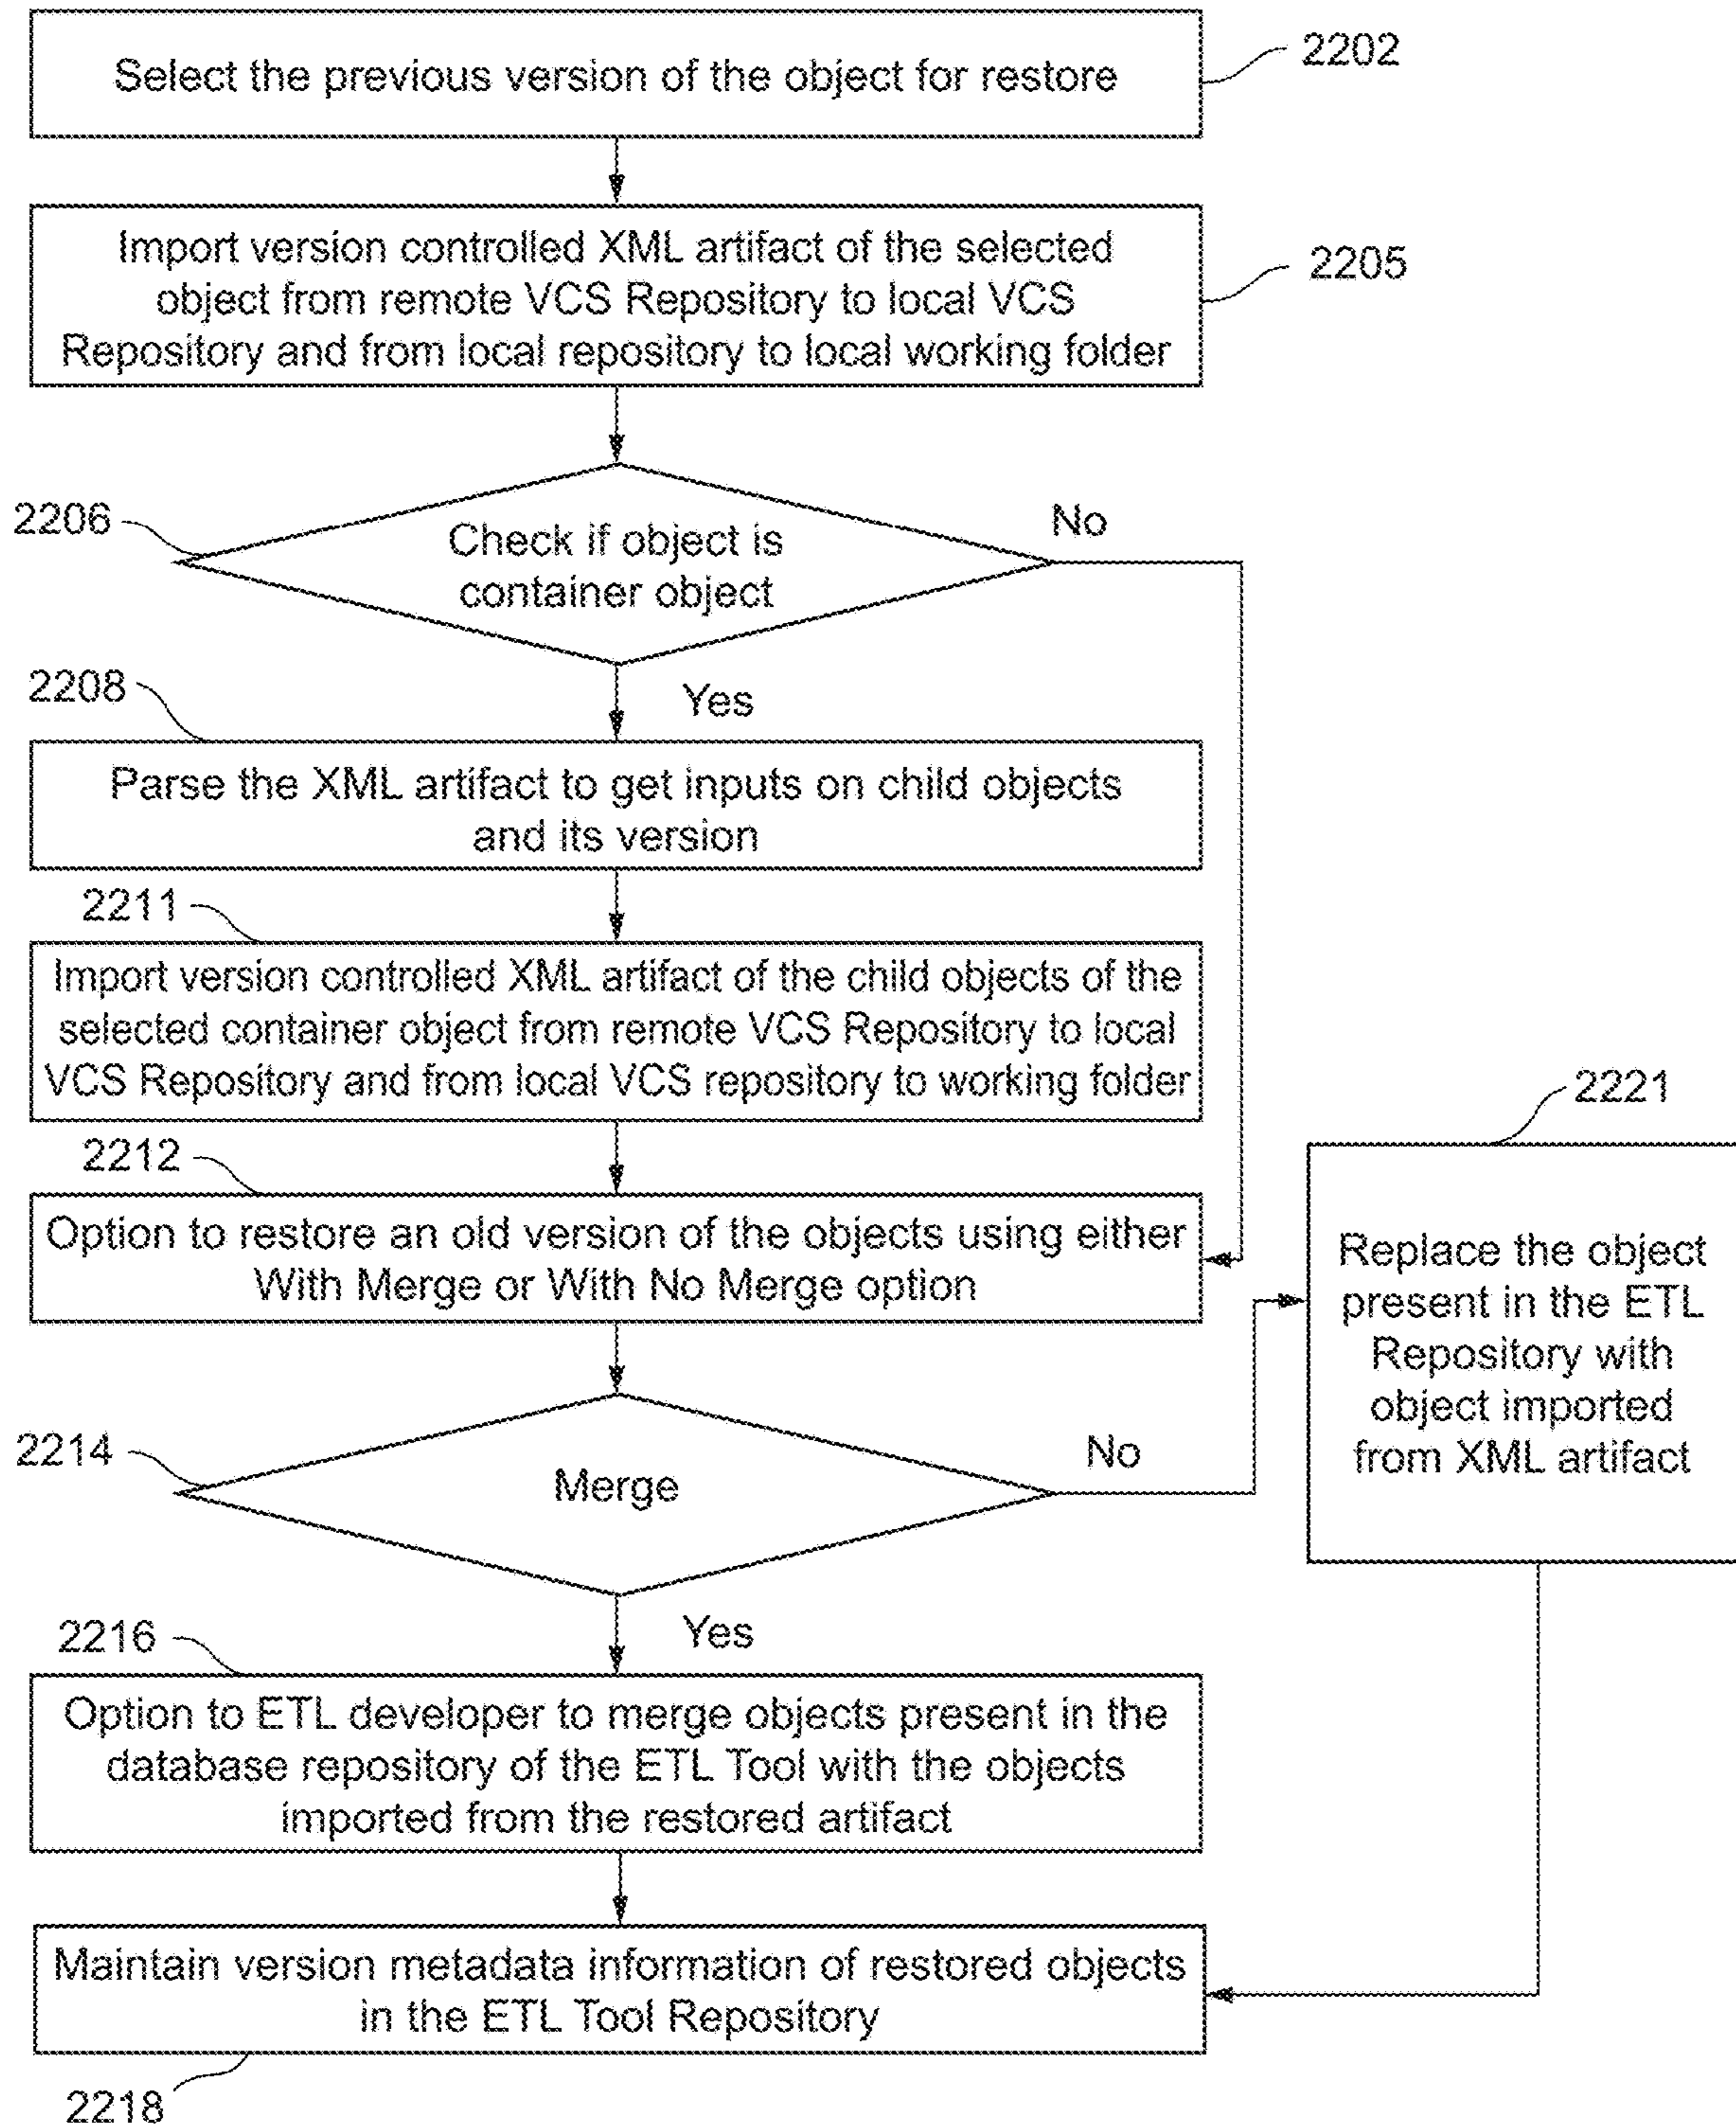 Select the previous version of the object for restore
2202
Import version controlled XML artifact of the selected
object from remote VCS Repository to local VCS
Repository and from local repository to local working folder
2205
2206
Check if object is
container object
No
Yes
2208
Parse the XML artifact to get inputs on child objects
and its version
2211
Import version controlled XML artifact of the child objects of the
selected container object from remote VCS Repository to local
VCS Repository and from local VCS repository to working folder
2212
Option to restore an old version of the objects using either
With Merge or With No Merge option
2221
Replace the object
present in the ETL
Repository with
object imported
from XML artifact
2214
Merge
No
Yes
2216
Option to ETL developer to merge objects present in the
database repository of the ETL Tool with the objects
imported from the restored artifact
Maintain version metadata information of restored objects
in the ETL Tool Repository
2218